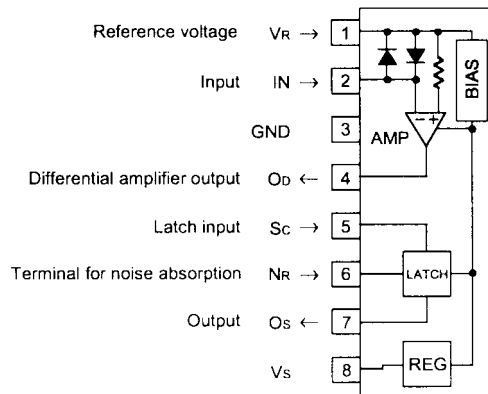 Reference voltage VR → 1
Input IN → 2
GND 3
Differential amplifier output OD ← 4
Latch input SC → 5
Terminal for noise absorption NR → 6
Output OS ← 7
VS 8
BIAS
− +
AMP
LATCH
REG